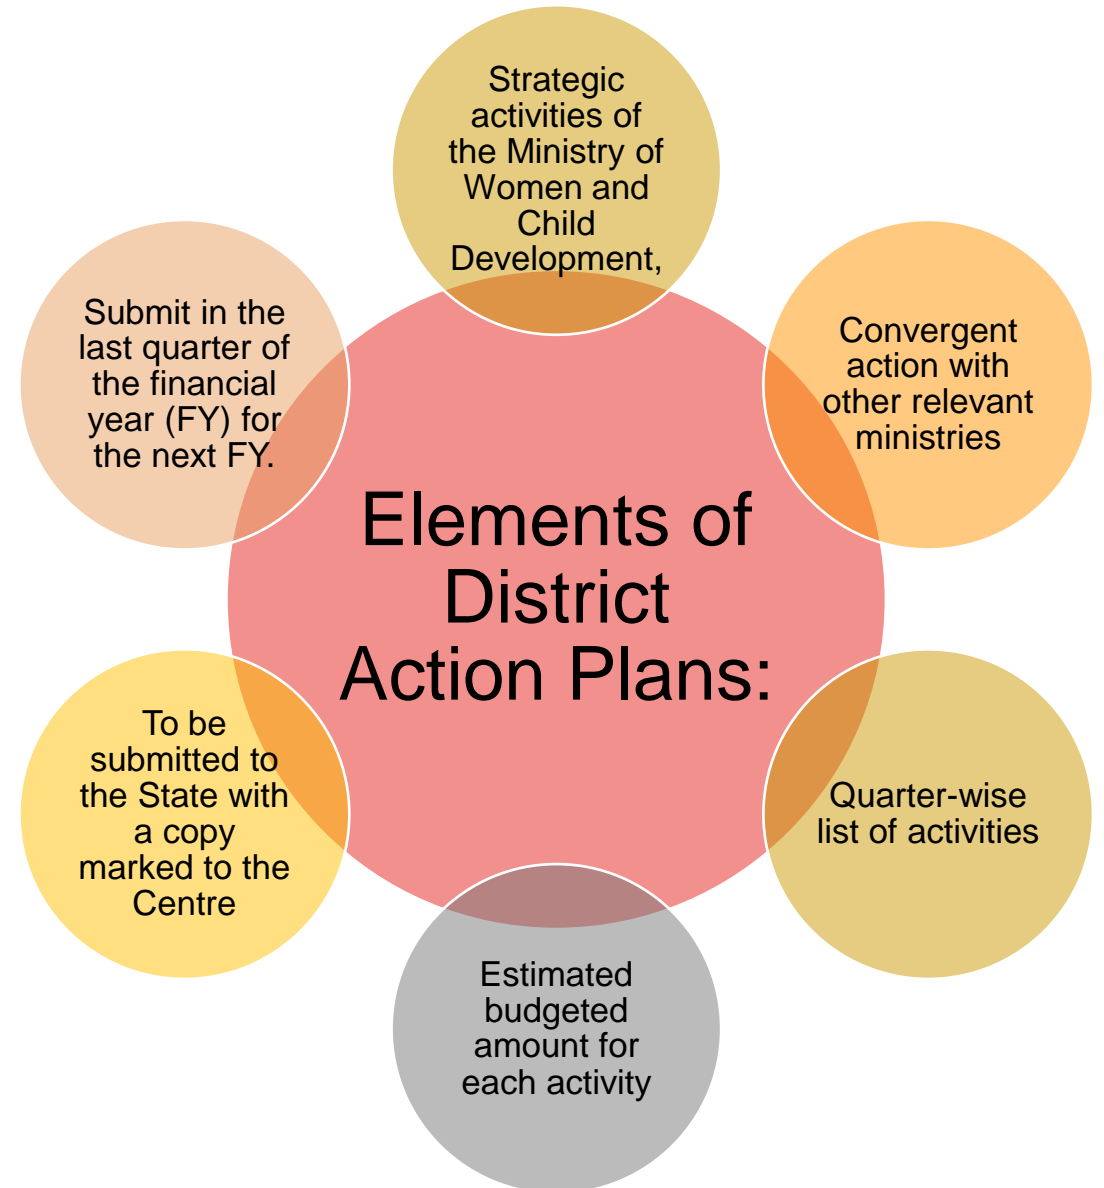 Strategic
activities of
the Ministry of
Women and
Child
Development,
Convergent
action with
other relevant
ministries
Quarter-wise
list of activities
Estimated
budgeted
amount for
each activity
To be
submitted to
the State with
a copy
marked to the
Centre
Submit in the
last quarter of
the financial
year (FY) for
the next FY.
Elements of
District
Action Plans: